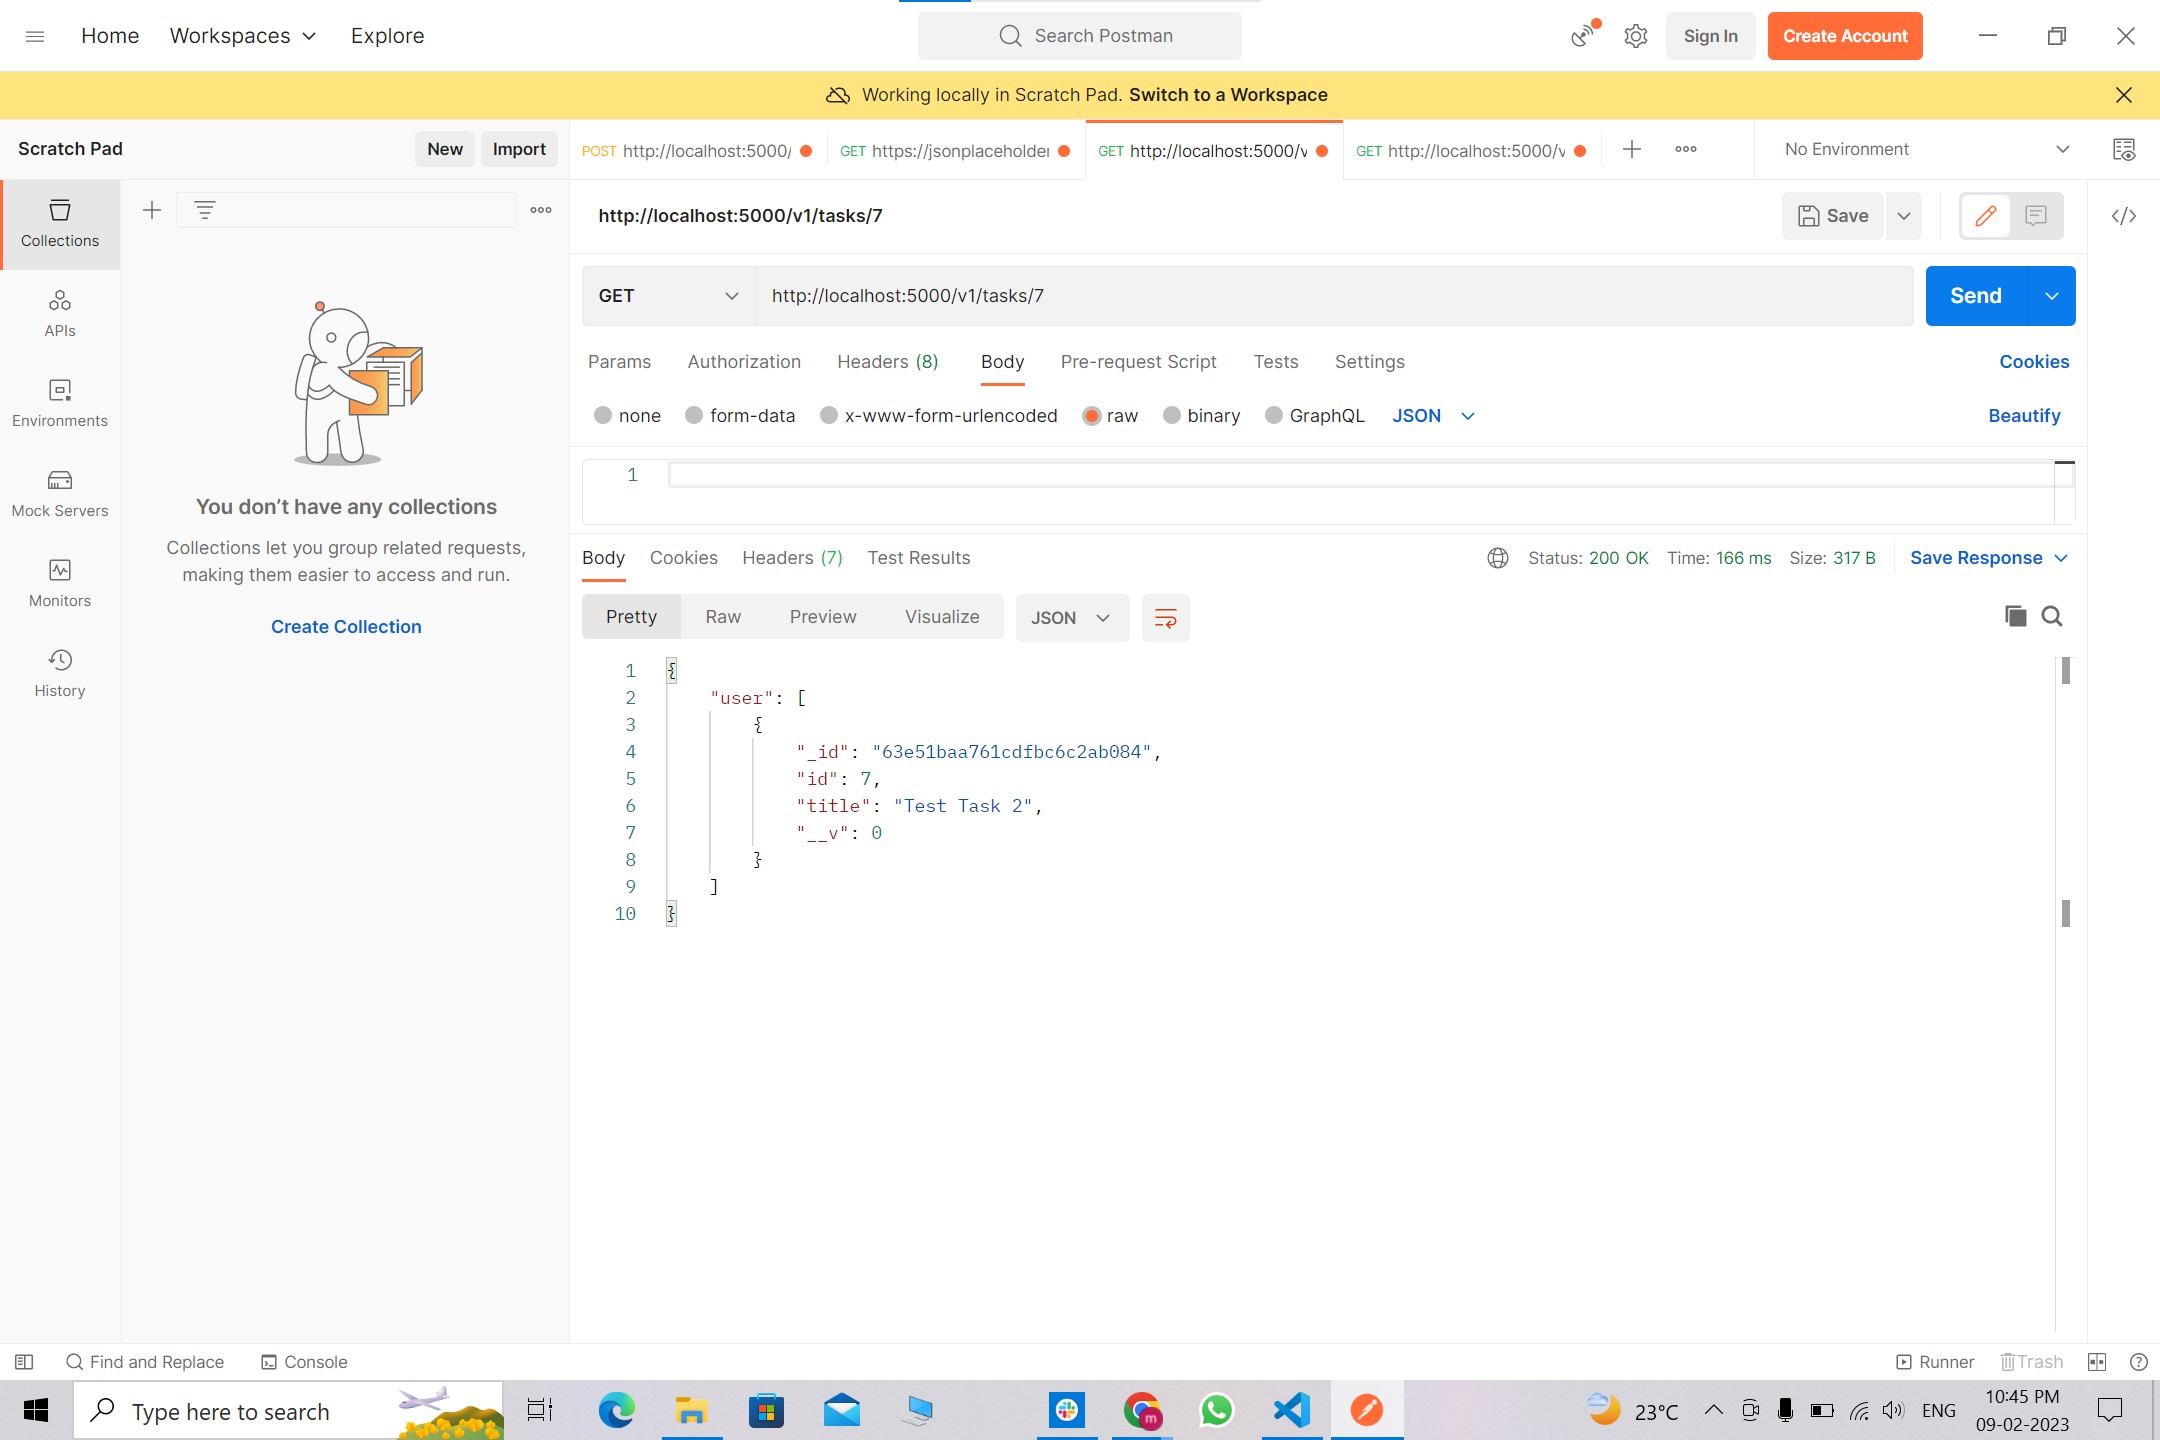 Home Workspaces Explore Search Postman Sign In Create Account
Working locally in Scratch Pad. Switch to a Workspace
Scratch Pad New Import
POST http://localhost:5000/ GET https://jsonplaceholder GET http://localhost:5000/v GET http://localhost:5000/v No Environment
Collections
APIs
Environments
Mock Servers
Monitors
History
You don’t have any collections
Collections let you group related requests,
making them easier to access and run.
Create Collection
http://localhost:5000/v1/tasks/7 Save
GET http://localhost:5000/v1/tasks/7 Send
Params Authorization Headers (8) Body Pre-request Script Tests Settings Cookies
none form-data x-www-form-urlencoded raw binary GraphQL JSON Beautify
1
Body Cookies Headers (7) Test Results Status: 200 OK Time: 166 ms Size: 317 B Save Response
Pretty Raw Preview Visualize JSON
1 {
2 "user": [
3 {
4 "_id": "63e51baa761cdfbc6c2ab084",
5 "id": 7,
6 "title": "Test Task 2",
7 "__v": 0
8 }
9 ]
10 }
Find and Replace Console Runner Trash
Type here to search m 23°C ENG 10:45 PM
09-02-2023